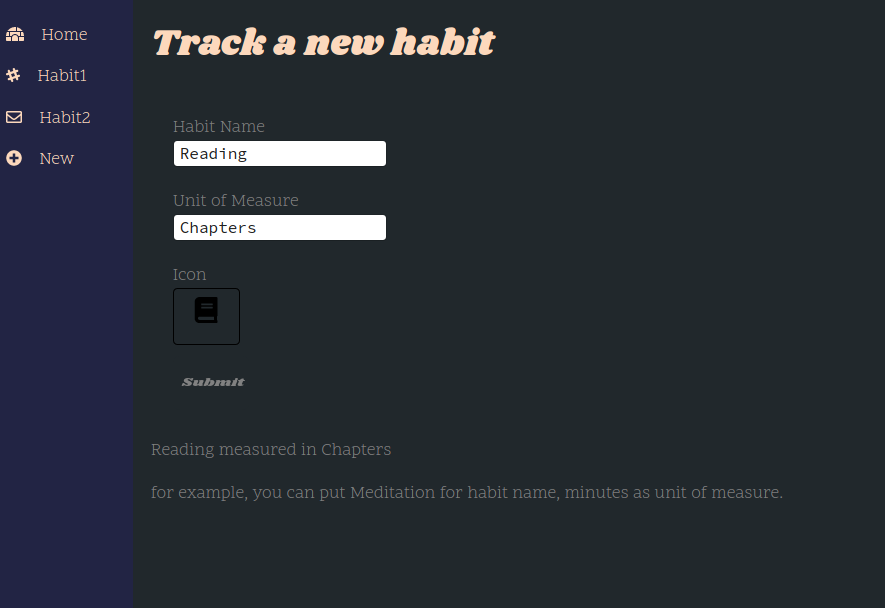 Home
Habit1
Habit2
New
Track a new habit
Habit Name
Reading
Unit of Measure
Chapters
Icon
Submit
Reading measured in Chapters
for example, you can put Meditation for habit name, minutes as unit of measure.